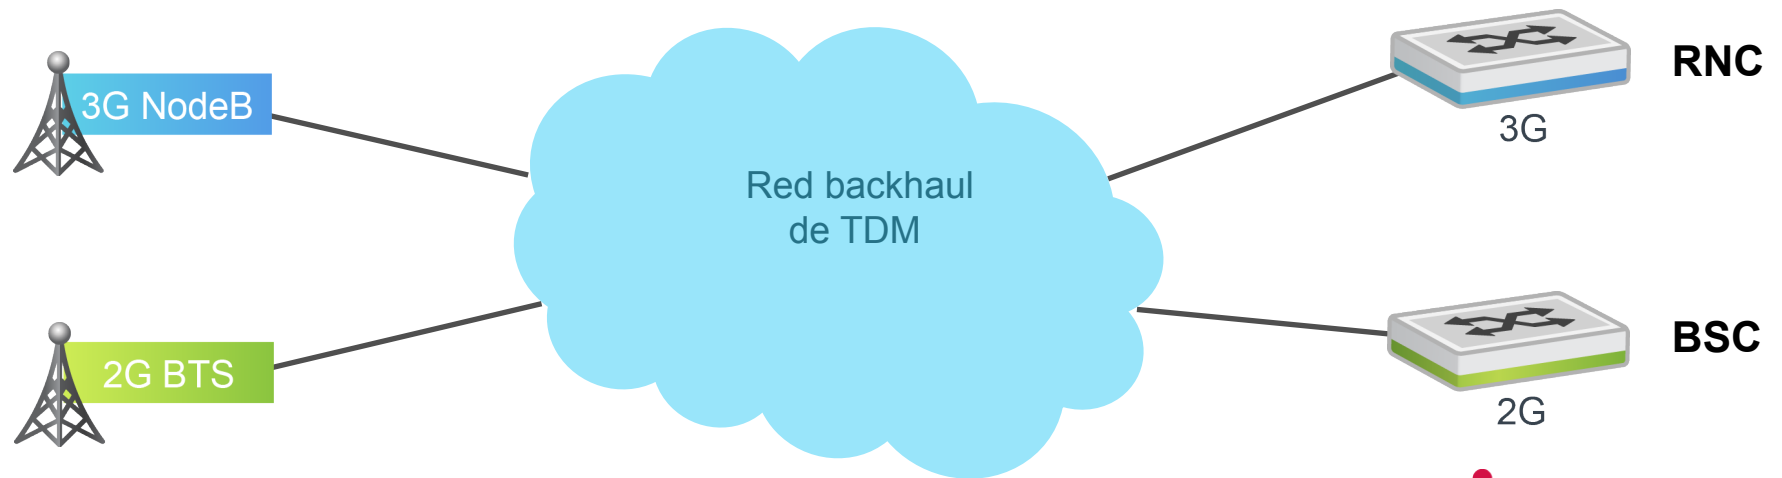 3G NodeB
Red backhaul
de TDM
RNC
3G
2G BTS
BSC
2G